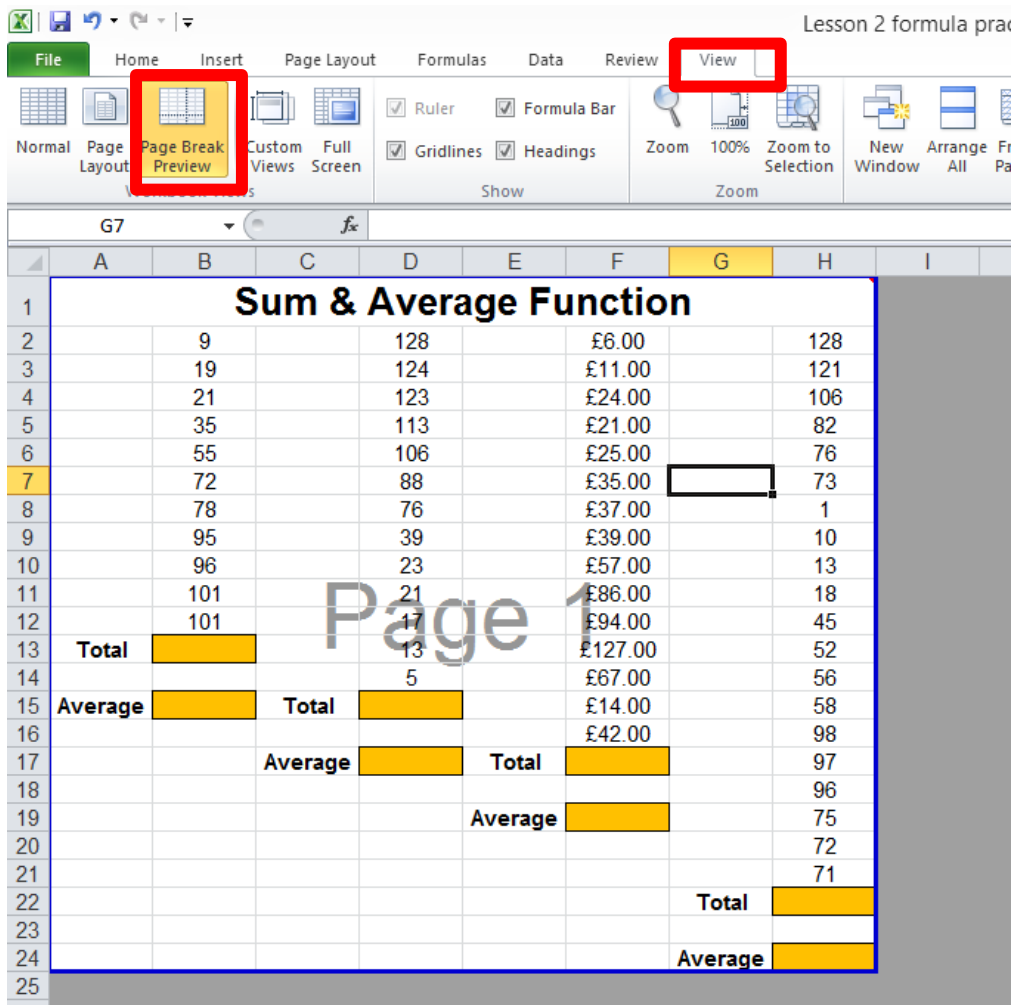 Lesson 2 formula prac
File Home Insert Page Layout Formulas Data Review View
Ruler Formula Bar
Normal Page Layout Page Break Preview Custom Views Full Screen Gridlines Headings Zoom 100% Zoom to Selection New Window Arrange All
Show Zoom
G7 fx
A B C D E F G H I
1 Sum & Average Function
2 9 128 £6.00 128
3 19 124 £11.00 121
4 21 123 £24.00 106
5 35 113 £21.00 82
6 55 106 £25.00 76
7 72 88 £35.00 73
8 78 76 £37.00 1
9 95 39 £39.00 10
10 96 23 £57.00 13
11 101 21 £86.00 18
Page 1
12 101 17 £94.00 45
13 Total 13 £127.00 52
14 5 £67.00 56
15 Average Total £14.00 58
16 £42.00 98
17 Average Total 97
18 96
19 Average 75
20 72
21 71
22 Total
23
24 Average
25